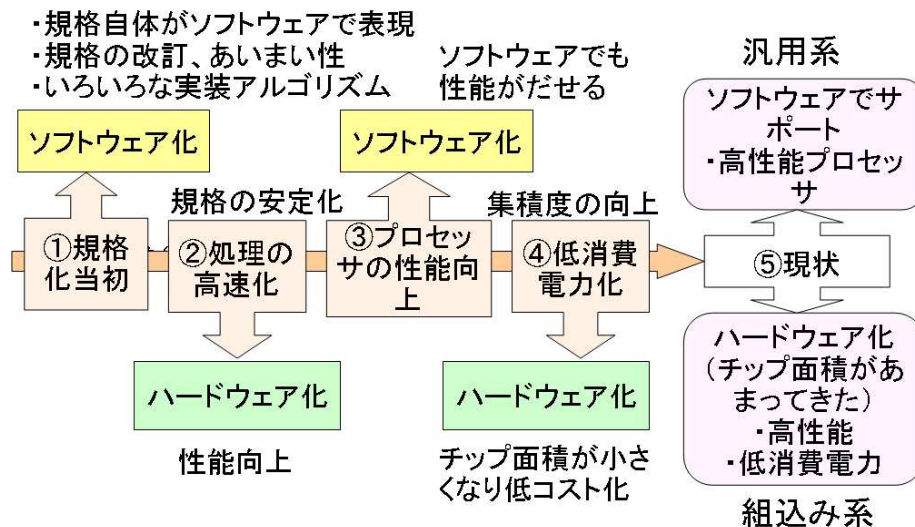 ・規格自体がソフトウェアで表現
・規格の改訂、あいまい性
・いろいろな実装アルゴリズム
ソフトウェア化
ソフトウェアでも
性能がだせる
ソフトウェア化
汎用系
ソフトウェアでサ
ポート
・高性能プロセッ
サ
規格の安定化
集積度の向上
①規格
化当初
②処理の
高速化
③プロセッ
サの性能向
上
④低消費
電力化
⑤現状
ハードウェア化
性能向上
ハードウェア化
チップ面積が小さ
くなり低コスト化
ハードウェア化
（チップ面積があ
まってきた）
・高性能
・低消費電力
組込み系